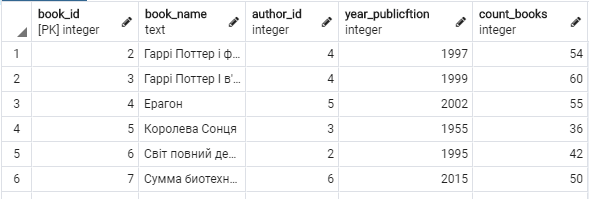 book_id book_name author_id year_publicftion count_books
[PK] integer text integer integer integer
1 2 Гаррі Поттер і ф... 4 1997 54
2 3 Гаррі Поттер І в'... 4 1999 60
3 4 Ерагон 5 2002 55
4 5 Королева Сонця 3 1955 36
5 6 Світ повний де... 2 1995 42
6 7 Сумма биотехн... 6 2015 50